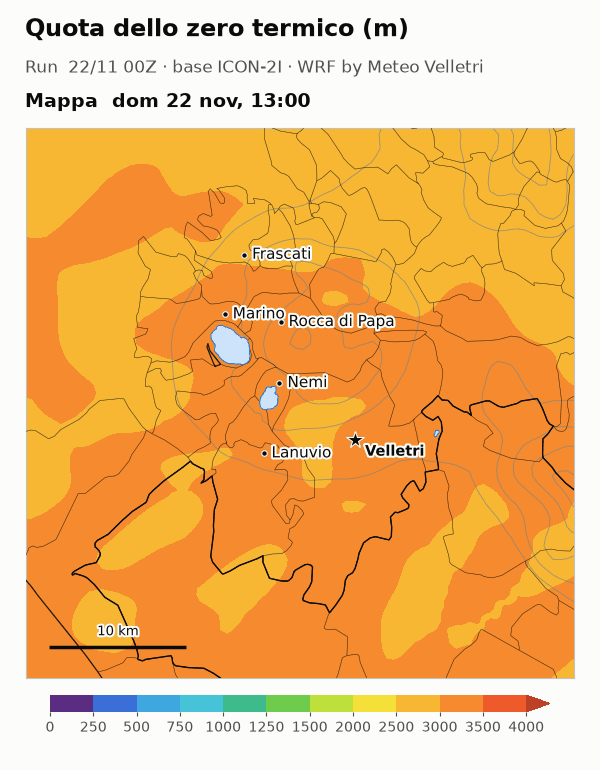 Quota dello zero termico (m)
Run  22/11 00Z · base ICON-2I · WRF by Meteo Velletri
Mappa  dom 22 nov, 13:00
Frascati
Marino
Rocca di Papa
Nemi
Velletri
Lanuvio
10 km
0 250 500 750 1000 1250 1500 2000 2500 3000 3500 4000